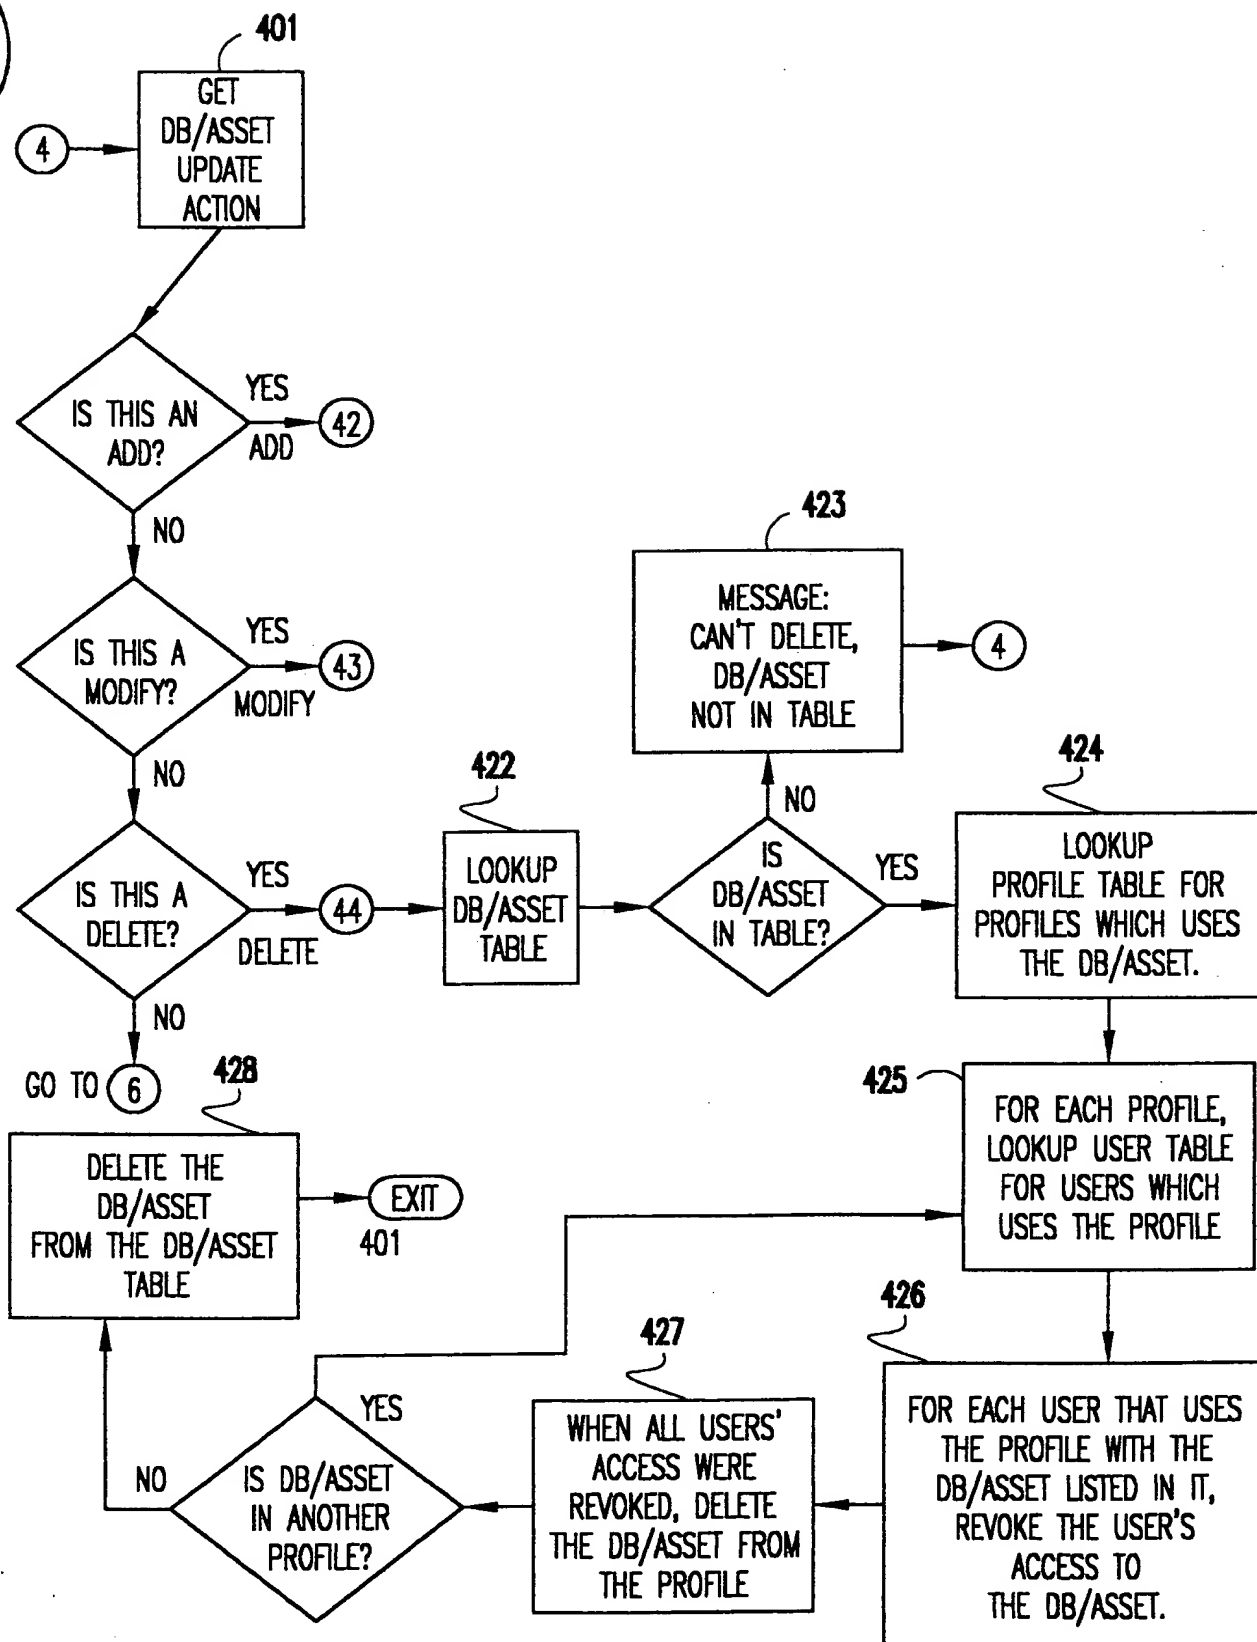 401
GET
DB/ASSET
UPDATE
ACTION
4
IS THIS AN
ADD?
YES
ADD
42
NO
IS THIS A
MODIFY?
YES
MODIFY
43
NO
IS THIS A
DELETE?
YES
DELETE
44
NO
GO TO 6
422
LOOKUP
DB/ASSET
TABLE
IS
DB/ASSET
IN TABLE?
NO
423
MESSAGE:
CAN'T DELETE,
DB/ASSET
NOT IN TABLE
4
YES
424
LOOKUP
PROFILE TABLE FOR
PROFILES WHICH USES
THE DB/ASSET.
425
FOR EACH PROFILE,
LOOKUP USER TABLE
FOR USERS WHICH
USES THE PROFILE
426
FOR EACH USER THAT USES
THE PROFILE WITH THE
DB/ASSET LISTED IN IT,
REVOKE THE USER'S
ACCESS TO
THE DB/ASSET.
427
WHEN ALL USERS'
ACCESS WERE
REVOKED, DELETE
THE DB/ASSET FROM
THE PROFILE
IS DB/ASSET
IN ANOTHER
PROFILE?
YES
NO
428
DELETE THE
DB/ASSET
FROM THE DB/ASSET
TABLE
EXIT
401